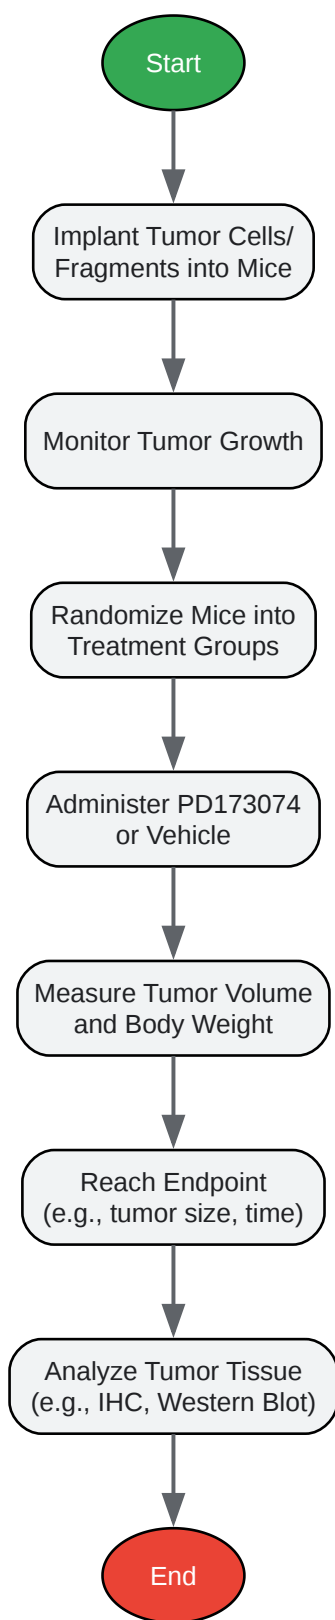 Start
Implant Tumor Cells/
Fragments into Mice
Monitor Tumor Growth
Randomize Mice into
Treatment Groups
Administer PD173074
or Vehicle
Measure Tumor Volume
and Body Weight
Reach Endpoint
(e.g., tumor size, time)
Analyze Tumor Tissue
(e.g., IHC, Western Blot)
End